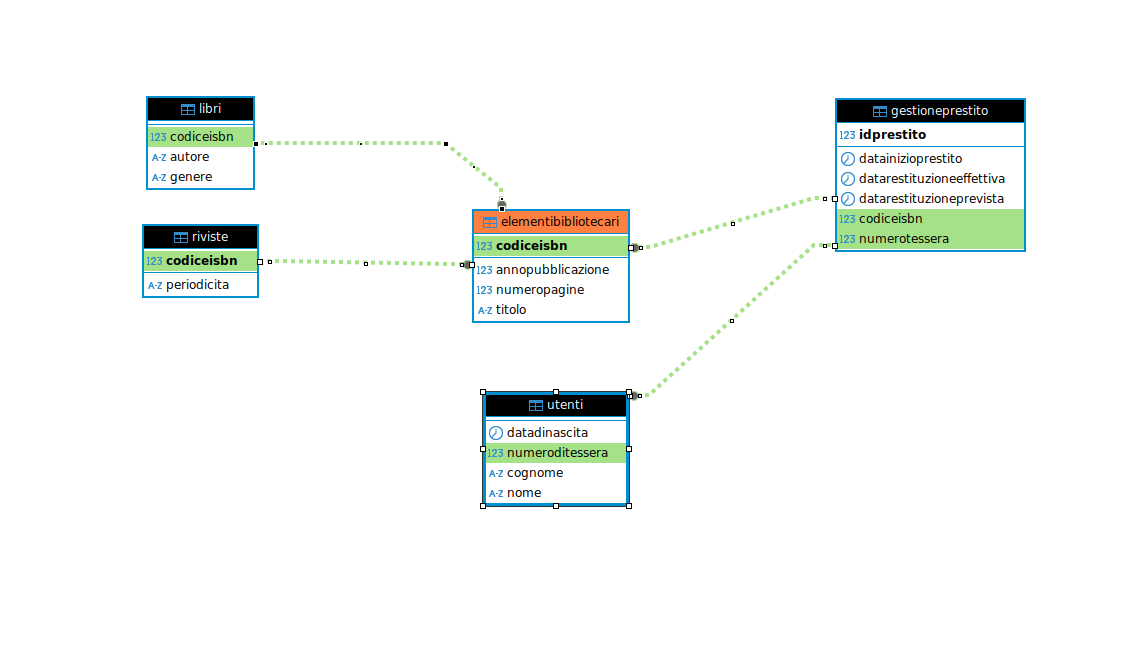 libri
123 codiceisbn
A-Z autore
A-Z genere
riviste
123 codiceisbn
A-Z periodicita
elementibibliotecari
123 codiceisbn
123 annopubblicazione
123 numeropagine
A-Z titolo
gestioneprestito
123 idprestito
datainizioprestito
datarestituzioneeffettiva
datarestituzioneprevista
123 codiceisbn
123 numerotessera
utenti
datadinascita
123 numeroditessera
A-Z cognome
A-Z nome